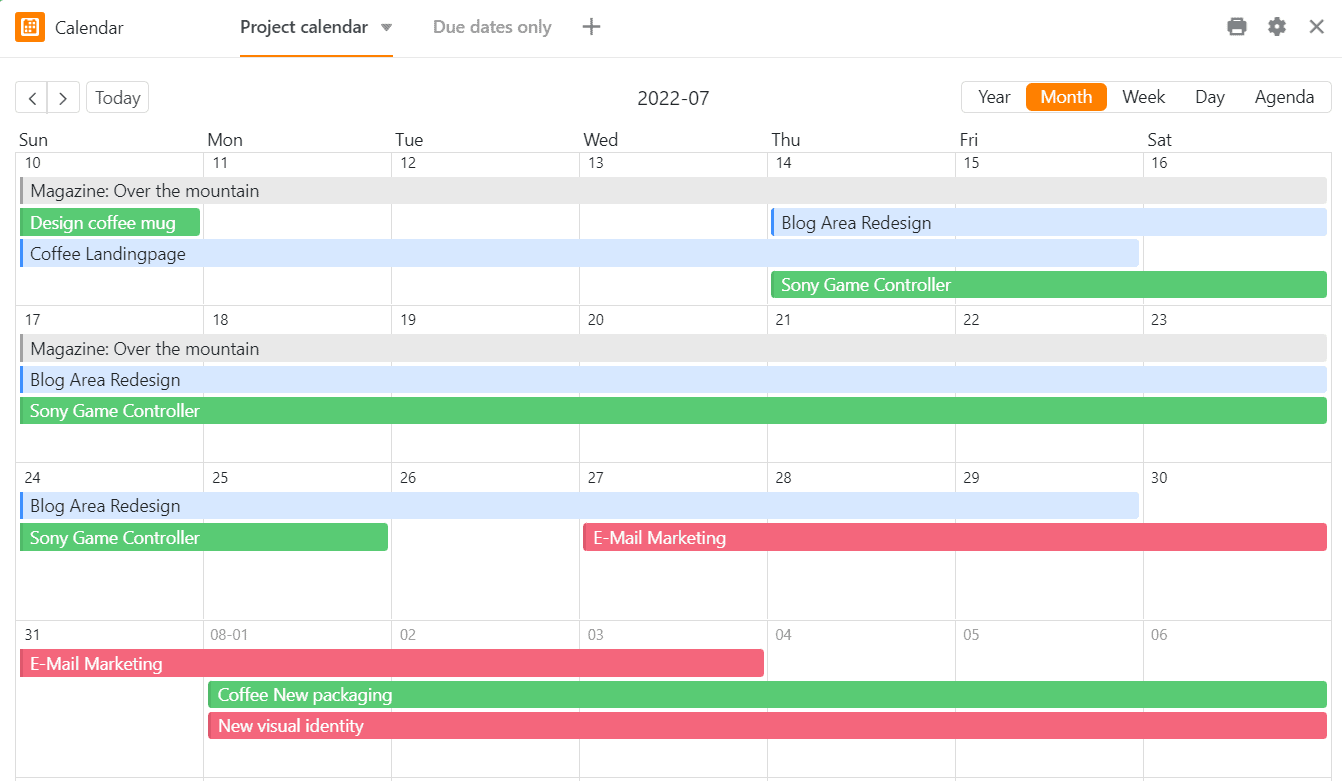 Calendar Project calendar Due dates only
Today 2022-07 Year Month Week Day Agenda
Sun Mon Tue Wed Thu Fri Sat
10 11 12 13 14 15 16
Magazine: Over the mountain
Design coffee mug Blog Area Redesign
Coffee Landingpage
Sony Game Controller
17 18 19 20 21 22 23
Magazine: Over the mountain
Blog Area Redesign
Sony Game Controller
24 25 26 27 28 29 30
Blog Area Redesign
Sony Game Controller E-Mail Marketing
31 08-01 02 03 04 05 06
E-Mail Marketing
Coffee New packaging
New visual identity